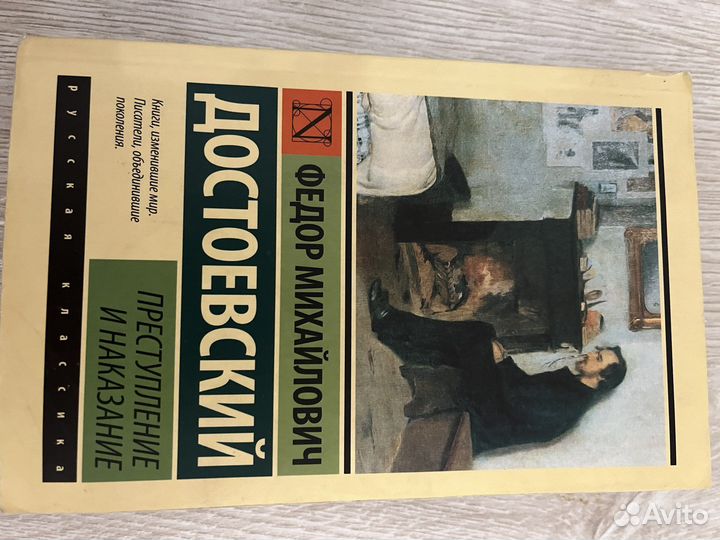 ФЕДОР МИХАЙЛОВИЧ
ДОСТОЕВСКИЙ
Книги, изменившие мир.
Писатели, объединившие
поколения.
ПРЕСТУПЛЕНИЕ
И НАКАЗАНИЕ
русская классика
Avito